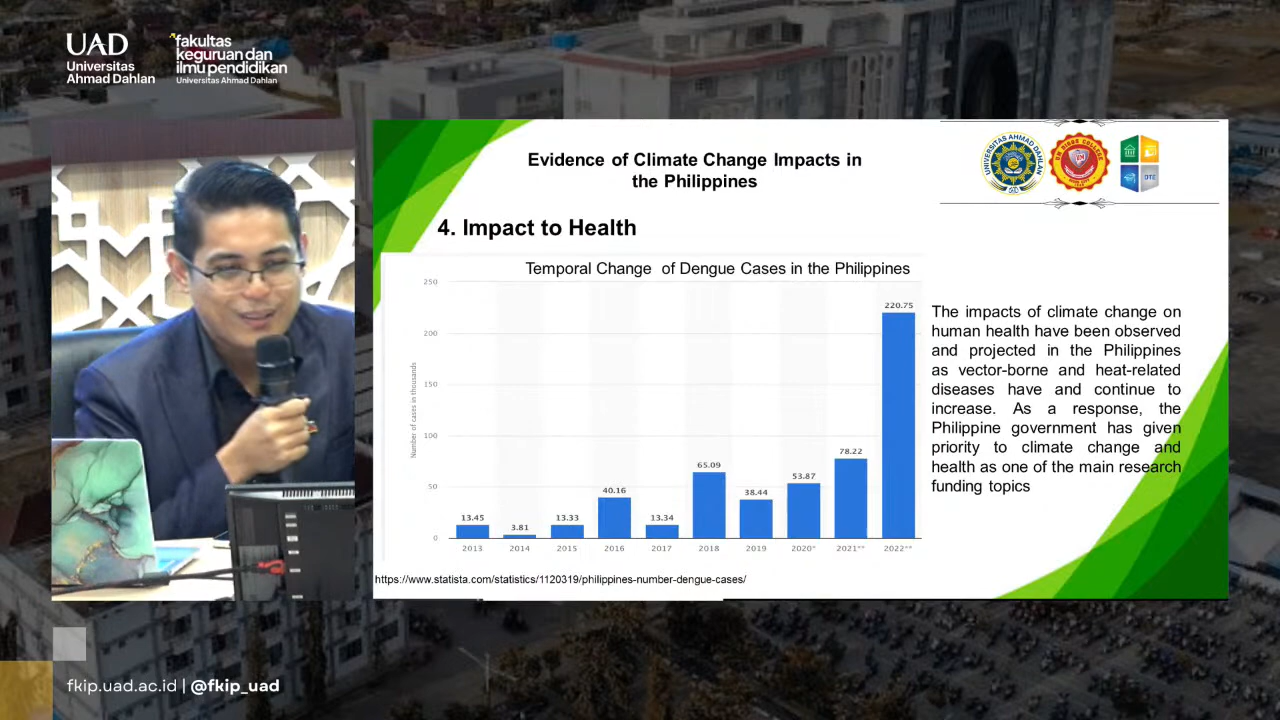 UAD
Universitas
Ahmad Dahlan
fakultas
keguruan dan
ilmu pendidikan
Universitas Ahmad Dahlan
Evidence of Climate Change Impacts in
the Philippines
UNIVERSITAS AHMAD DAHLAN
OTE
4. Impact to Health
Temporal Change of Dengue Cases in the Philippines
Number of cases in thousands
250
200
150
100
50
0
13.45
3.81
13.33
40.16
13.34
65.09
38.44
53.87
78.22
220.75
2013
2014
2015
2016
2017
2018
2019
2020*
2021**
2022**
The impacts of climate change on
human health have been observed
and projected in the Philippines
as vector-borne and heat-related
diseases have and continue to
increase. As a response, the
Philippine government has given
priority to climate change and
health as one of the main research
funding topics
https://www.statista.com/statistics/1120319/philippines-number-dengue-cases/
fkip.uad.ac.id | @fkip_uad